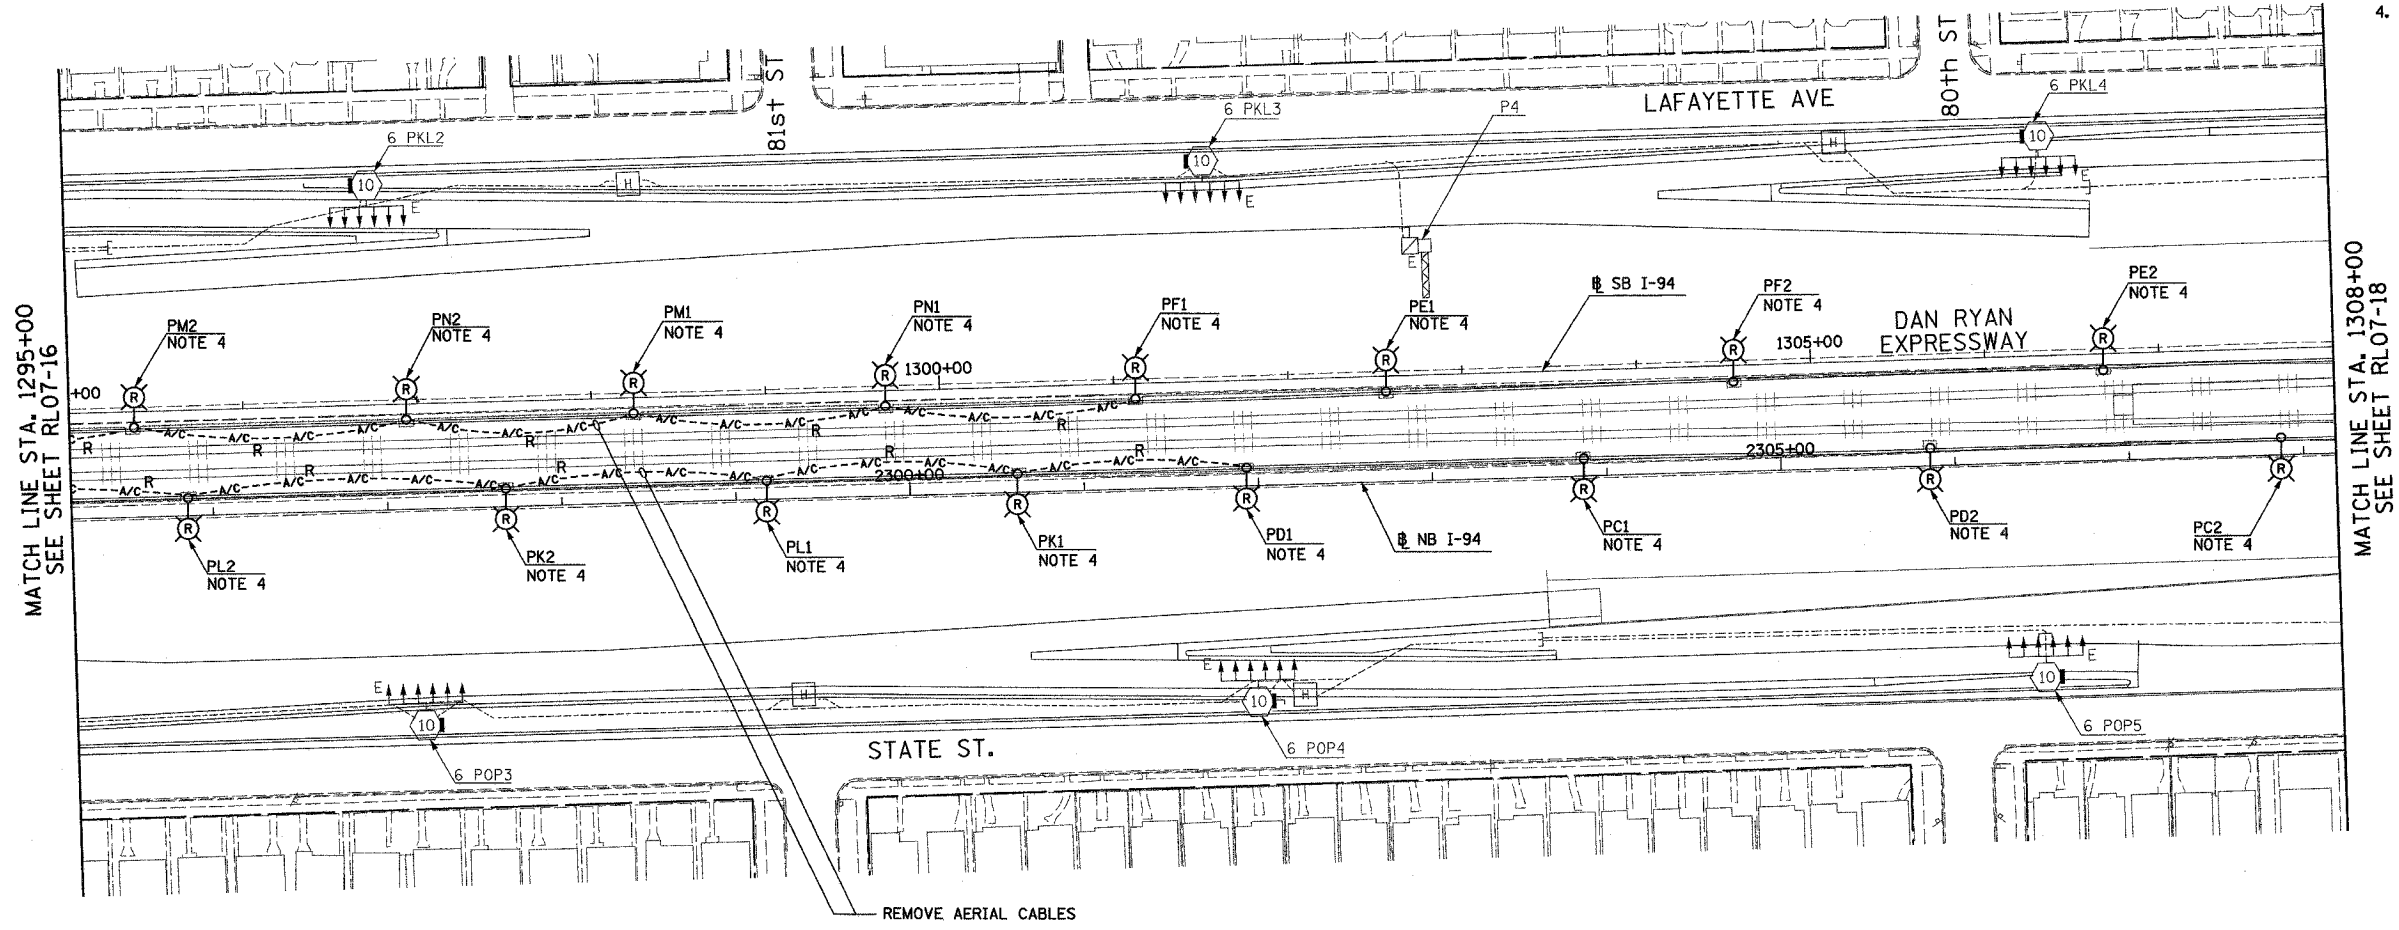 4.
81st ST
80th ST
LAFAYETTE AVE
6 PKL2
6 PKL3
P4
6 PKL4
10
10
10
H
H
E
E
E
E
E
MATCH LINE STA. 1295+00
SEE SHEET RL07-16
MATCH LINE STA. 1308+00
SEE SHEET RL07-18
PM2
NOTE 4
PN2
NOTE 4
PM1
NOTE 4
PN1
NOTE 4
PF1
NOTE 4
PE1
NOTE 4
SB I-94
PF2
NOTE 4
PE2
NOTE 4
DAN RYAN
EXPRESSWAY
+00
1300+00
1305+00
R
R
R
R
R
R
R
R
A/C
A/C
A/C
A/C
A/C
A/C
A/C
A/C
A/C
A/C
A/C
A/C
A/C
A/C
R
R
R
R
R
R
R
R
R
R
A/C
A/C
A/C
A/C
A/C
A/C
A/C
A/C
A/C
A/C
A/C
A/C
A/C
A/C
2300+00
2305+00
R
R
R
R
R
R
R
R
PL2
NOTE 4
PK2
NOTE 4
PL1
NOTE 4
PK1
NOTE 4
PD1
NOTE 4
NB I-94
PC1
NOTE 4
PD2
NOTE 4
PC2
NOTE 4
E
E
E
10
10
10
H
H
6 POP3
6 POP4
6 POP5
STATE ST.
REMOVE AERIAL CABLES